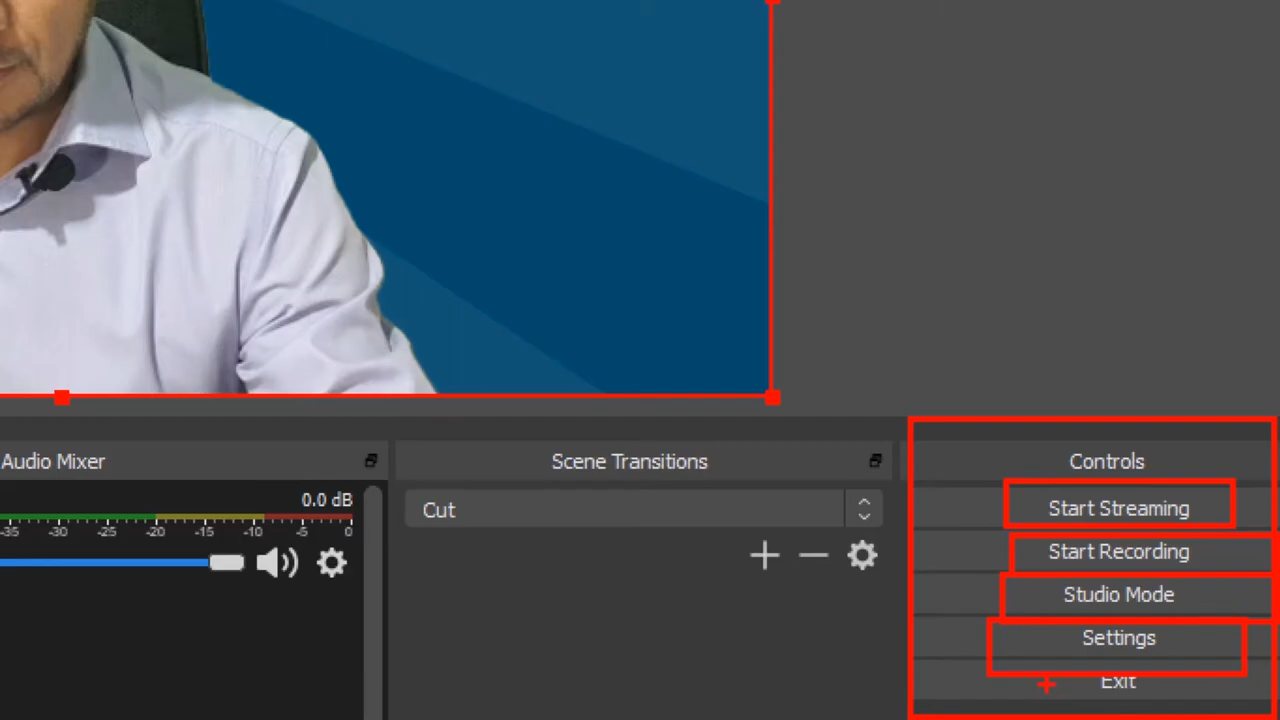 Audio Mixer
0.0 dB
-35 -30 -25 -20 -15 -10 -5 0
Scene Transitions
Cut
Controls
Start Streaming
Start Recording
Studio Mode
Settings
Exit